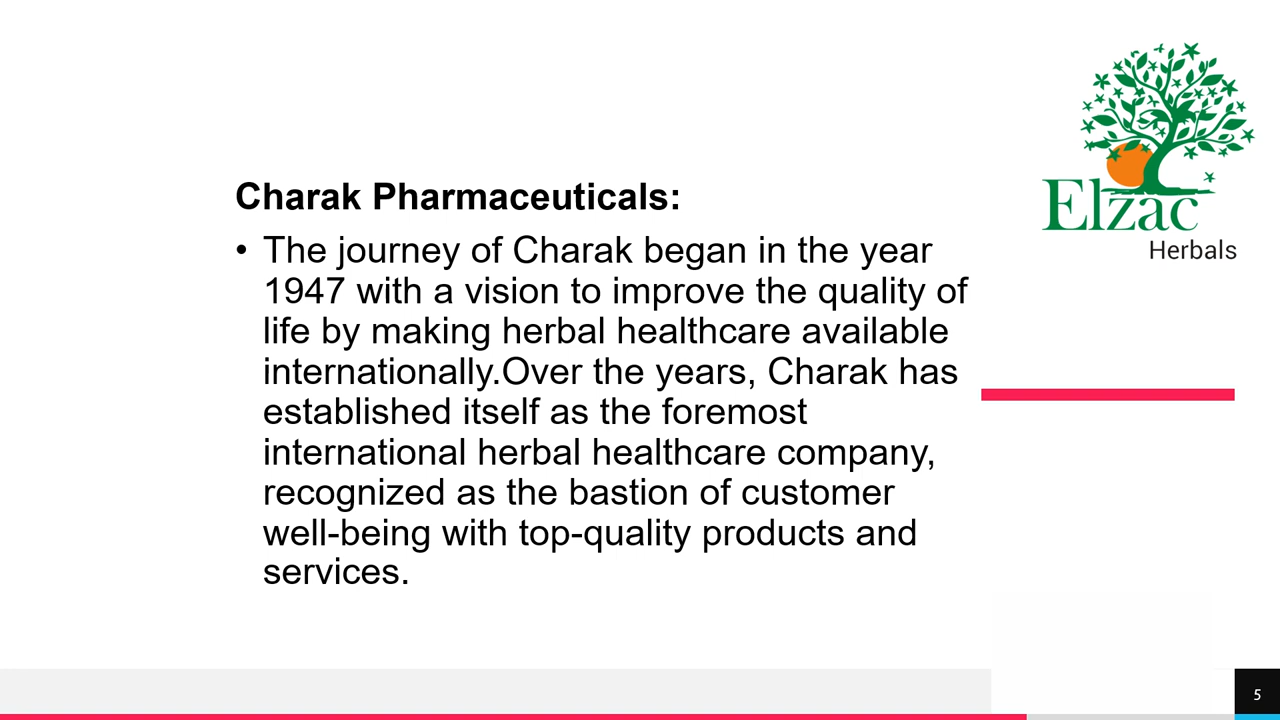 Elzac
Herbals
Charak Pharmaceuticals:
• The journey of Charak began in the year
1947 with a vision to improve the quality of
life by making herbal healthcare available
internationally.Over the years, Charak has
established itself as the foremost
international herbal healthcare company,
recognized as the bastion of customer
well-being with top-quality products and
services.
5